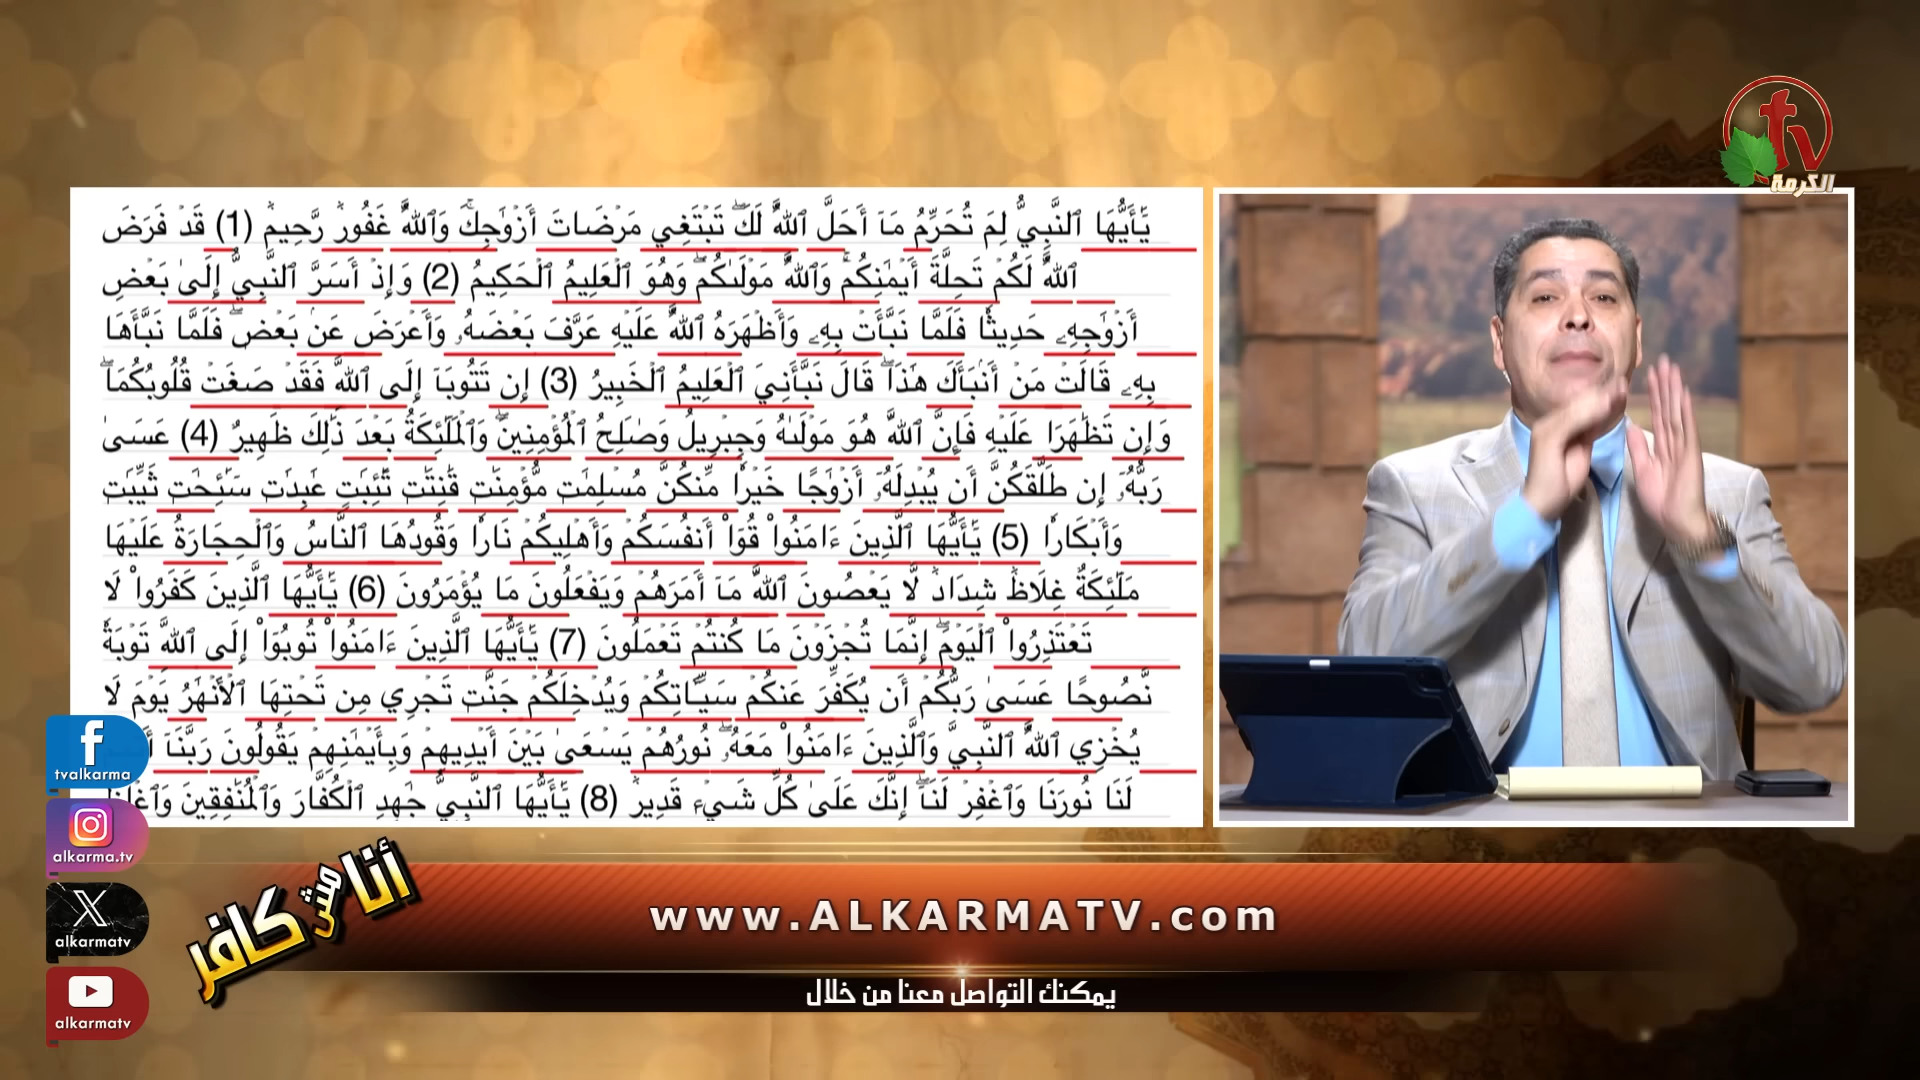 tv
الكرمة
يَٰٓأَيُّهَا ٱلنَّبِيُّ لِمَ تُحَرِّمُ مَآ أَحَلَّ ٱللَّهُ لَكَۖ تَبۡتَغِي مَرۡضَاتَ أَزۡوَٰجِكَۚ وَٱللَّهُ غَفُورٞ رَّحِيمٞ (1) قَدۡ فَرَضَ
ٱللَّهُ لَكُمۡ تَحِلَّةَ أَيۡمَٰنِكُمۡۚ وَٱللَّهُ مَوۡلَىٰكُمۡۖ وَهُوَ ٱلۡعَلِيمُ ٱلۡحَكِيمُ (2) وَإِذۡ أَسَرَّ ٱلنَّبِيُّ إِلَىٰ بَعۡضِ
أَزۡوَٰجِهِۦ حَدِيثٗا فَلَمَّا نَبَّأَتۡ بِهِۦ وَأَظۡهَرَهُ ٱللَّهُ عَلَيۡهِ عَرَّفَ بَعۡضَهُۥ وَأَعۡرَضَ عَنۢ بَعۡضٖۖ فَلَمَّا نَبَّأَهَا
بِهِۦ قَالَتۡ مَنۡ أَنۢبَأَكَ هَٰذَاۖ قَالَ نَبَّأَنِيَ ٱلۡعَلِيمُ ٱلۡخَبِيرُ (3) إِن تَتُوبَآ إِلَى ٱللَّهِ فَقَدۡ صَغَتۡ قُلُوبُكُمَاۖ
وَإِن تَظَٰهَرَا عَلَيۡهِ فَإِنَّ ٱللَّهَ هُوَ مَوۡلَىٰهُ وَجِبۡرِيلُ وَصَٰلِحُ ٱلۡمُؤۡمِنِينَۖ وَٱلۡمَلَٰٓئِكَةُ بَعۡدَ ذَٰلِكَ ظَهِيرٌ (4) عَسَىٰ
رَبُّهُۥٓ إِن طَلَّقَكُنَّ أَن يُبۡدِلَهُۥٓ أَزۡوَٰجًا خَيۡرٗا مِّنكُنَّ مُسۡلِمَٰتٖ مُّؤۡمِنَٰتٖ قَٰنِتَٰتٖ تَٰٓئِبَٰتٍ عَٰبِدَٰتٖ سَٰٓئِحَٰتٖ ثَيِّبَٰتٖ
وَأَبۡكَارٗا (5) يَٰٓأَيُّهَا ٱلَّذِينَ ءَامَنُواْ قُوٓاْ أَنفُسَكُمۡ وَأَهۡلِيكُمۡ نَارٗا وَقُودُهَا ٱلنَّاسُ وَٱلۡحِجَارَةُ عَلَيۡهَا
مَلَٰٓئِكَةٌ غِلَاظٞ شِدَادٞ لَّا يَعۡصُونَ ٱللَّهَ مَآ أَمَرَهُمۡ وَيَفۡعَلُونَ مَا يُؤۡمَرُونَ (6) يَٰٓأَيُّهَا ٱلَّذِينَ كَفَرُواْ لَا
تَعۡتَذِرُواْ ٱلۡيَوۡمَۖ إِنَّمَا تُجۡزَوۡنَ مَا كُنتُمۡ تَعۡمَلُونَ (7) يَٰٓأَيُّهَا ٱلَّذِينَ ءَامَنُواْ تُوبُوٓاْ إِلَى ٱللَّهِ تَوۡبَةٗ
نَّصُوحًا عَسَىٰ رَبُّكُمۡ أَن يُكَفِّرَ عَنكُمۡ سَيِّـَٔاتِكُمۡ وَيُدۡخِلَكُمۡ جَنَّٰتٖ تَجۡرِي مِن تَحۡتِهَا ٱلۡأَنۡهَٰرُ يَوۡمَ لَا
يُخۡزِي ٱللَّهُ ٱلنَّبِيَّ وَٱلَّذِينَ ءَامَنُواْ مَعَهُۥۖ نُورُهُمۡ يَسۡعَىٰ بَيۡنَ أَيۡدِيهِمۡ وَبِأَيۡمَٰنِهِمۡ يَقُولُونَ رَبَّنَآ
لَنَا نُورَنَا وَٱغۡفِرۡ لَنَآۖ إِنَّكَ عَلَىٰ كُلِّ شَيۡءٖ قَدِيرٞ (8) يَٰٓأَيُّهَا ٱلنَّبِيُّ جَٰهِدِ ٱلۡكُفَّارَ وَٱلۡمُنَٰفِقِينَ
tvalkarma
alkarma.tv
alkarmatv
alkarmatv
أنا مش كافر
www.ALKARMATV.com
يمكنك التواصل معنا من خلال